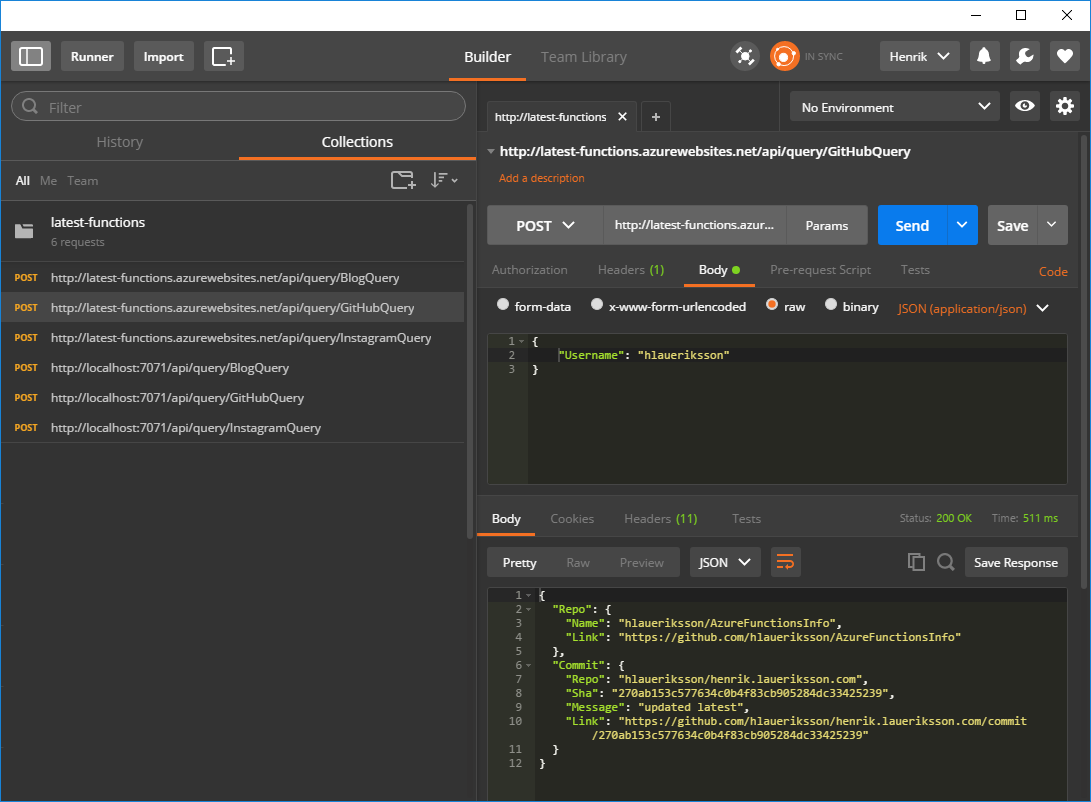 Runner
Import
Builder
Team Library
IN SYNC
Henrik
Filter
History
Collections
All Me Team
latest-functions
6 requests
POST http://latest-functions.azurewebsites.net/api/query/BlogQuery
POST http://latest-functions.azurewebsites.net/api/query/GitHubQuery
POST http://latest-functions.azurewebsites.net/api/query/InstagramQuery
POST http://localhost:7071/api/query/BlogQuery
POST http://localhost:7071/api/query/GitHubQuery
POST http://localhost:7071/api/query/InstagramQuery
http://latest-functions
No Environment
http://latest-functions.azurewebsites.net/api/query/GitHubQuery
Add a description
POST http://latest-functions.azur... Params Send Save
Authorization Headers (1) Body Pre-request Script Tests Code
form-data x-www-form-urlencoded raw binary JSON (application/json)
1 {
2 "Username": "hlaueriksson"
3 }
Body Cookies Headers (11) Tests Status: 200 OK Time: 511 ms
Pretty Raw Preview JSON Save Response
1 {
2 "Repo": {
3 "Name": "hlaueriksson/AzureFunctionsInfo",
4 "Link": "https://github.com/hlaueriksson/AzureFunctionsInfo"
5 },
6 "Commit": {
7 "Repo": "hlaueriksson/henrik.laueriksson.com",
8 "Sha": "270ab153c577634c0b4f83cb905284dc33425239",
9 "Message": "updated latest",
10 "Link": "https://github.com/hlaueriksson/henrik.laueriksson.com/commit
/270ab153c577634c0b4f83cb905284dc33425239"
11 }
12 }